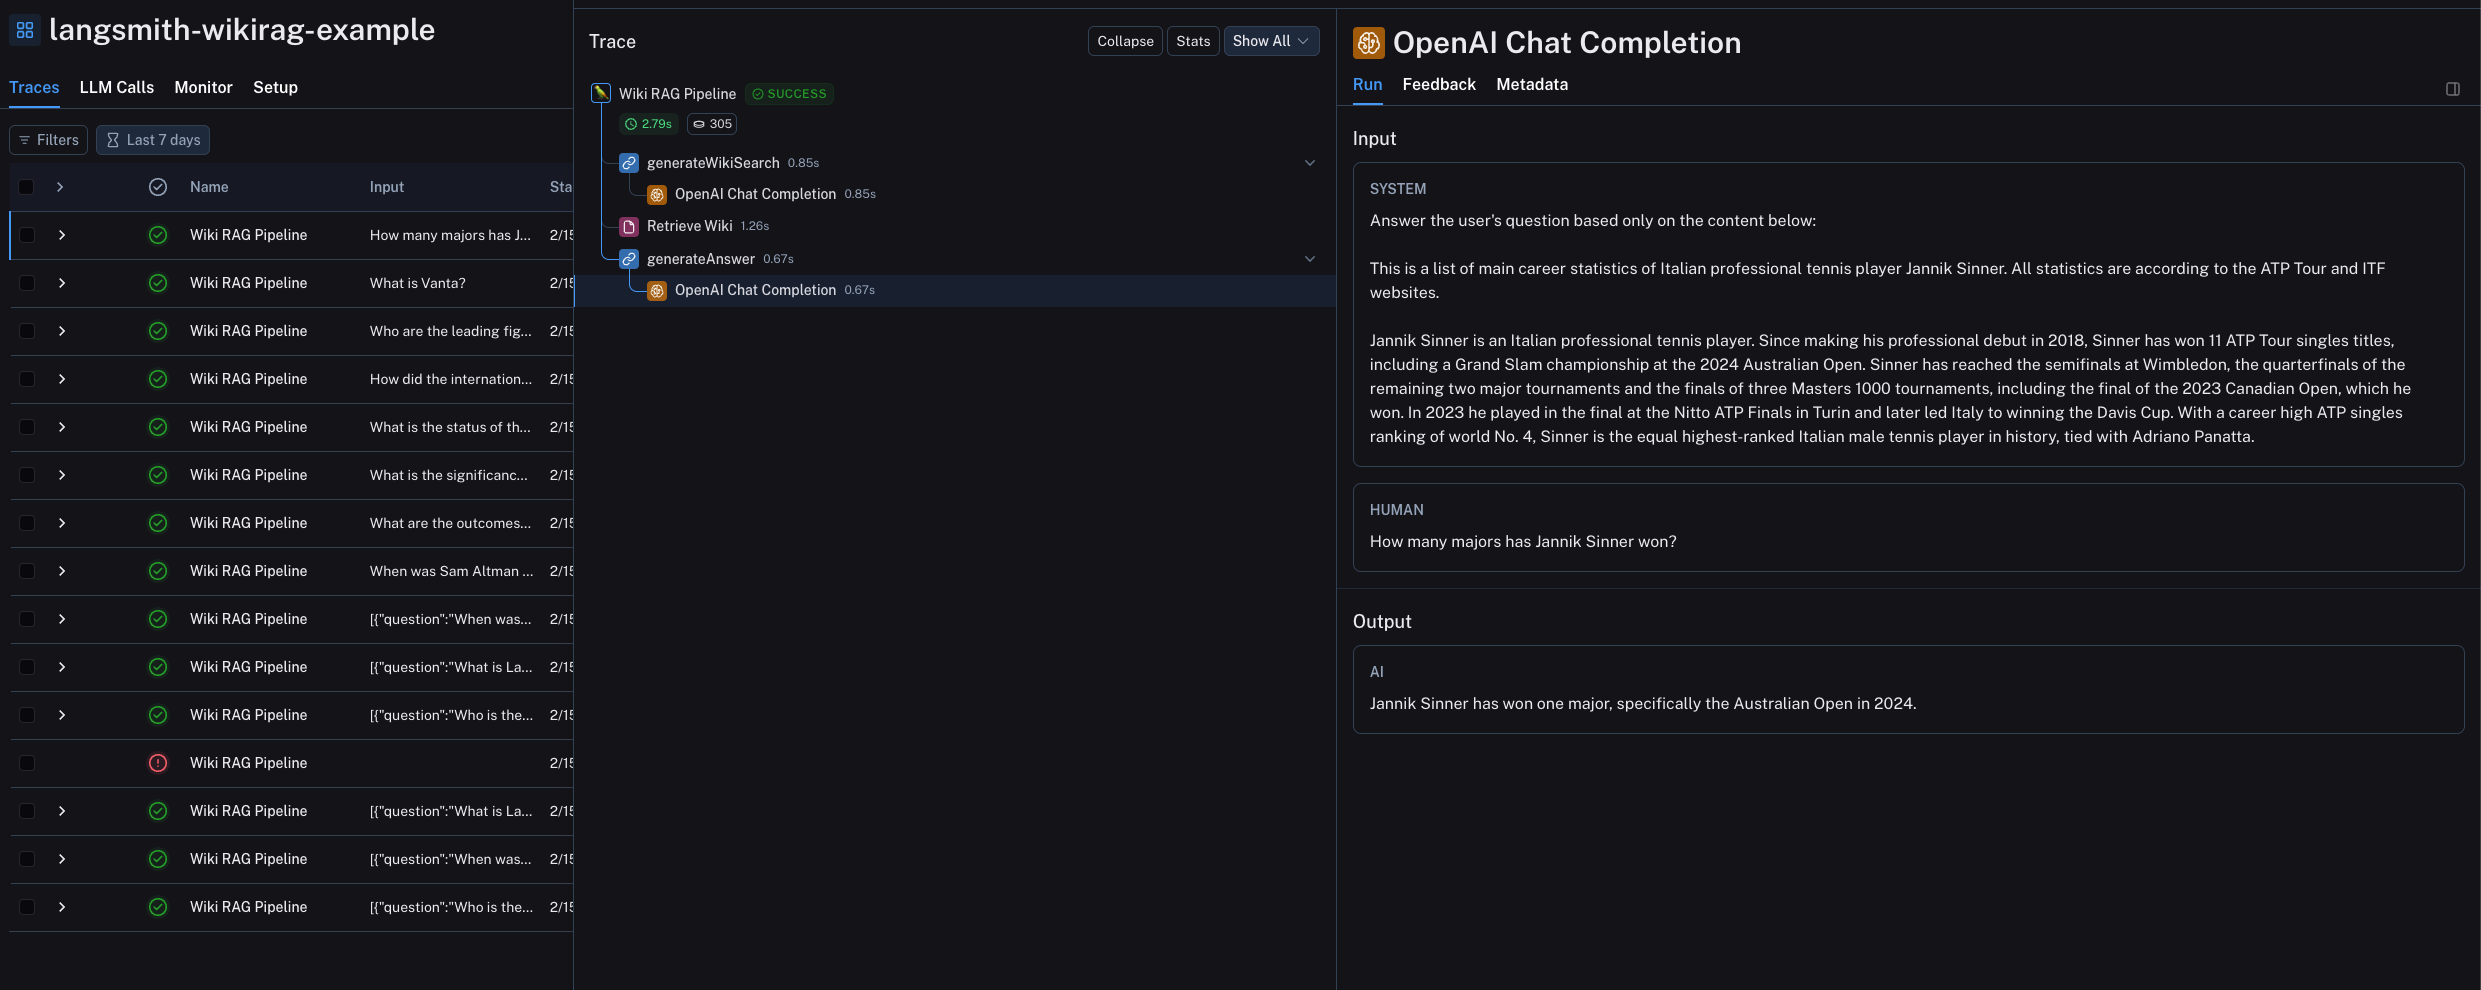 langsmith-wikirag-example
Traces LLM Calls Monitor Setup
Filters Last 7 days
Name Input Sta
Wiki RAG Pipeline How many majors has J... 2/15
Wiki RAG Pipeline What is Vanta? 2/15
Wiki RAG Pipeline Who are the leading fig... 2/15
Wiki RAG Pipeline How did the internation... 2/15
Wiki RAG Pipeline What is the status of th... 2/15
Wiki RAG Pipeline What is the significanc... 2/15
Wiki RAG Pipeline What are the outcomes... 2/15
Wiki RAG Pipeline When was Sam Altman ... 2/15
Wiki RAG Pipeline [{"question":"When was... 2/15
Wiki RAG Pipeline [{"question":"What is La... 2/15
Wiki RAG Pipeline [{"question":"Who is the... 2/15
Wiki RAG Pipeline 2/15
Wiki RAG Pipeline [{"question":"What is La... 2/15
Wiki RAG Pipeline [{"question":"When was... 2/15
Wiki RAG Pipeline [{"question":"Who is the... 2/15
Trace Collapse Stats Show All
Wiki RAG Pipeline SUCCESS
2.79s 305
generateWikiSearch 0.85s
OpenAI Chat Completion 0.85s
Retrieve Wiki 1.26s
generateAnswer 0.67s
OpenAI Chat Completion 0.67s
OpenAI Chat Completion
Run Feedback Metadata
Input
SYSTEM
Answer the user's question based only on the content below:
This is a list of main career statistics of Italian professional tennis player Jannik Sinner. All statistics are according to the ATP Tour and ITF
websites.
Jannik Sinner is an Italian professional tennis player. Since making his professional debut in 2018, Sinner has won 11 ATP Tour singles titles,
including a Grand Slam championship at the 2024 Australian Open. Sinner has reached the semifinals at Wimbledon, the quarterfinals of the
remaining two major tournaments and the finals of three Masters 1000 tournaments, including the final of the 2023 Canadian Open, which he
won. In 2023 he played in the final at the Nitto ATP Finals in Turin and later led Italy to winning the Davis Cup. With a career high ATP singles
ranking of world No. 4, Sinner is the equal highest-ranked Italian male tennis player in history, tied with Adriano Panatta.
HUMAN
How many majors has Jannik Sinner won?
Output
AI
Jannik Sinner has won one major, specifically the Australian Open in 2024.